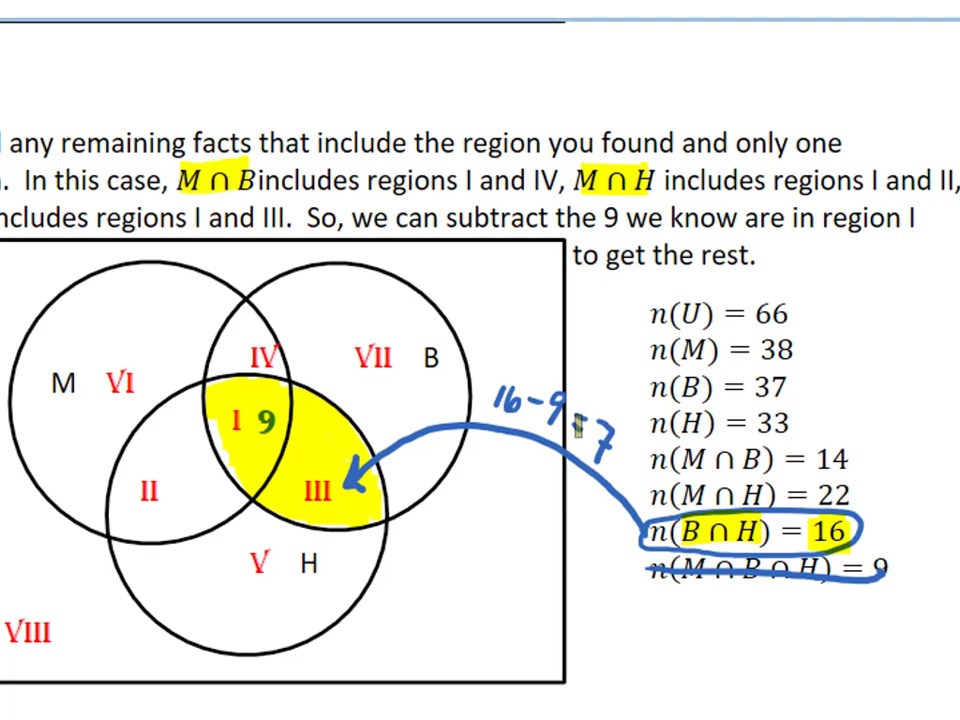 any remaining facts that include the region you found and only one
. In this case, M ∩ B includes regions I and IV, M ∩ H includes regions I and II,
ncludes regions I and III. So, we can subtract the 9 we know are in region I
to get the rest.
n(U) = 66
n(M) = 38
n(B) = 37
n(H) = 33
n(M ∩ B) = 14
n(M ∩ H) = 22
n(B ∩ H) = 16
n(M ∩ B ∩ H) = 9
16-9=7
IV VII B
M VI
I 9
II III
V H
VIII